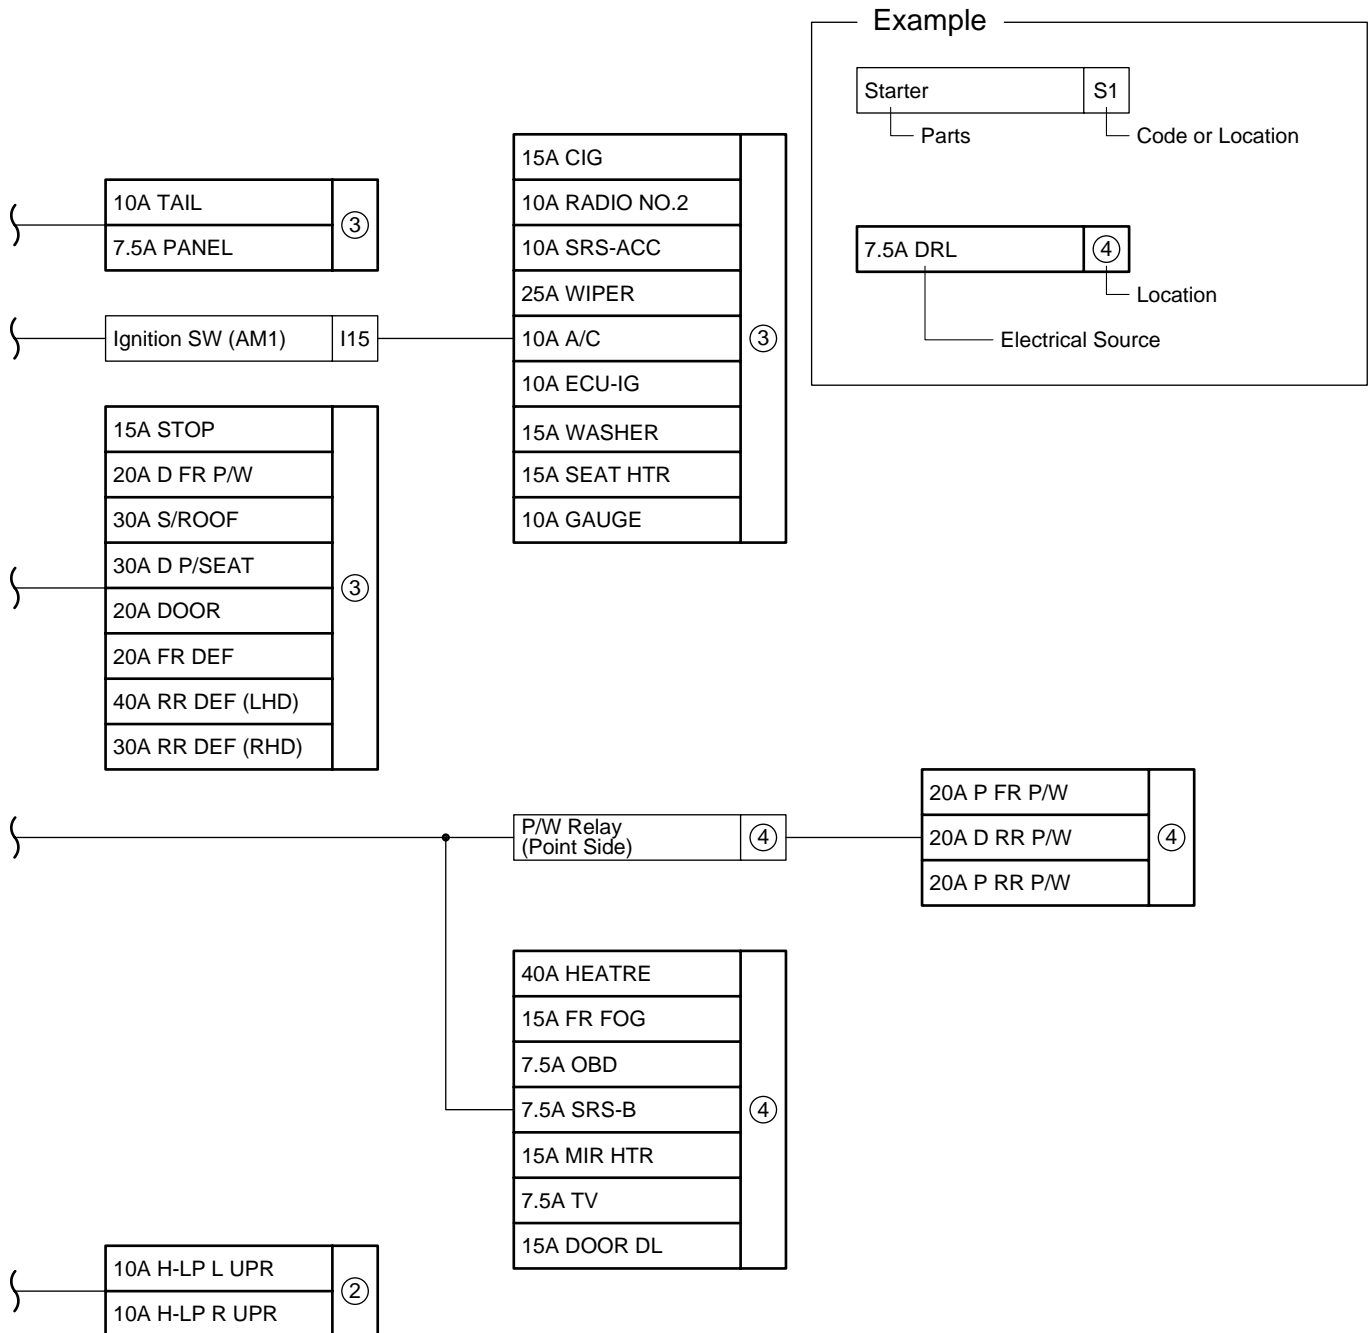 Example
Starter S1
Parts
Code or Location
7.5A DRL ④
Location
Electrical Source
10A TAIL
7.5A PANEL
③
Ignition SW (AM1) I15
15A CIG
10A RADIO NO.2
10A SRS-ACC
25A WIPER
10A A/C
10A ECU-IG
15A WASHER
15A SEAT HTR
10A GAUGE
③
15A STOP
20A D FR P/W
30A S/ROOF
30A D P/SEAT
20A DOOR
20A FR DEF
40A RR DEF (LHD)
30A RR DEF (RHD)
③
P/W Relay
(Point Side)
④
20A P FR P/W
20A D RR P/W
20A P RR P/W
④
40A HEATRE
15A FR FOG
7.5A OBD
7.5A SRS-B
15A MIR HTR
7.5A TV
15A DOOR DL
④
10A H-LP L UPR
10A H-LP R UPR
②